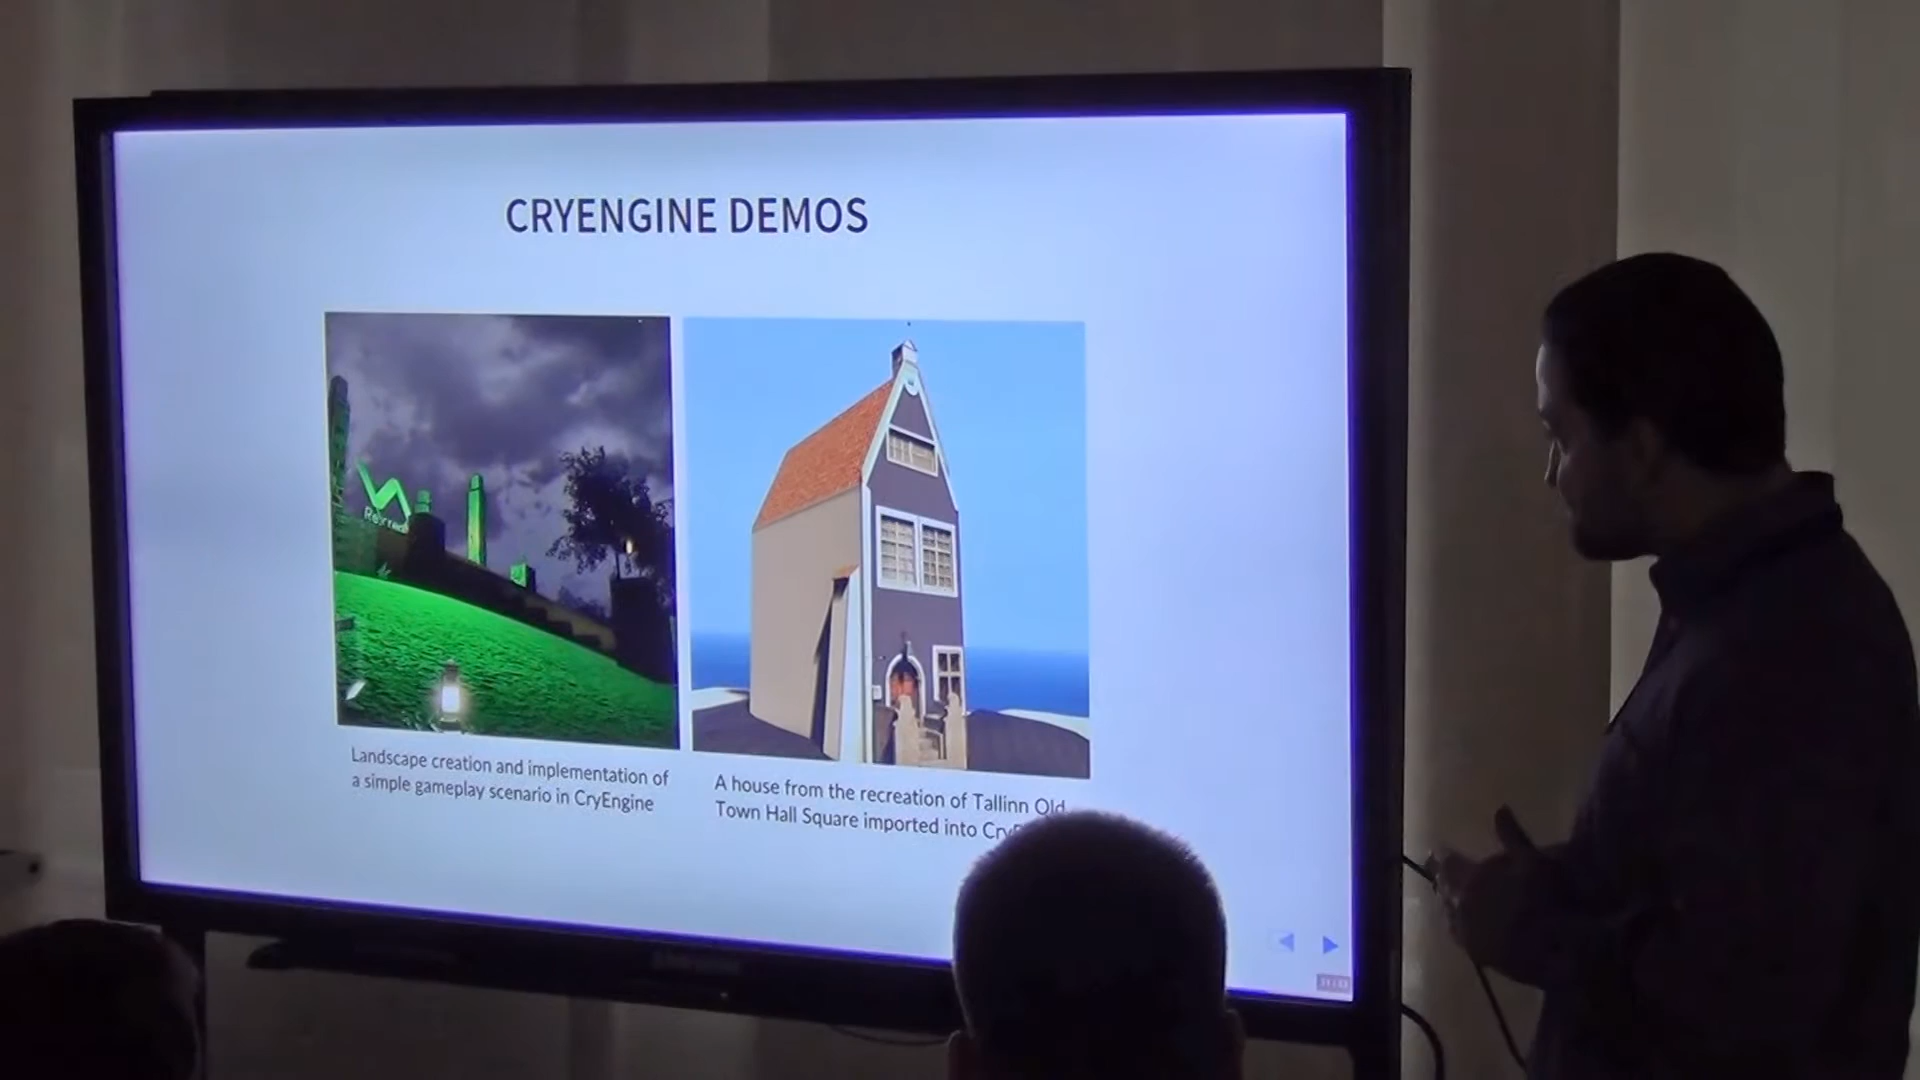 CRYENGINE DEMOS
Landscape creation and implementation of
a simple gameplay scenario in CryEngine
A house from the recreation of Tallinn Old
Town Hall Square imported into